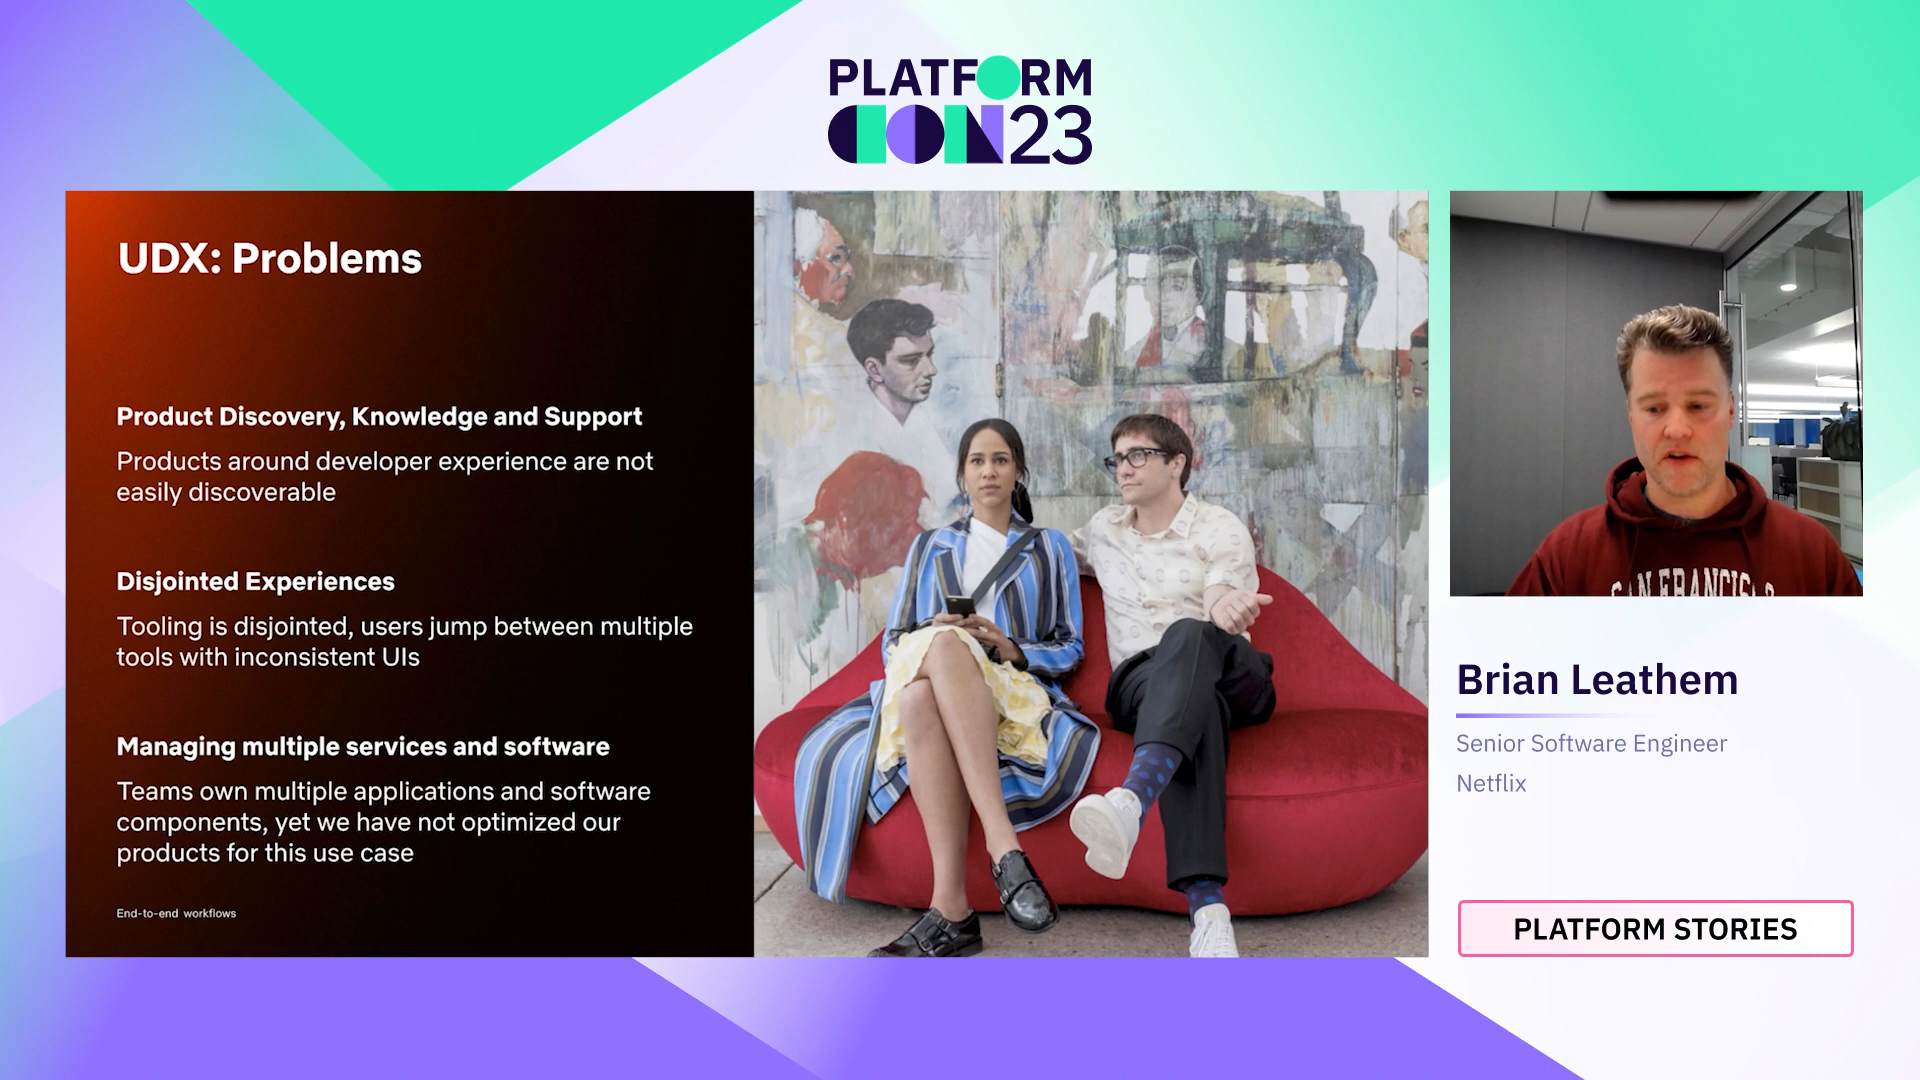 PLATFORM
CON23
UDX: Problems
Product Discovery, Knowledge and Support
Products around developer experience are not
easily discoverable
Disjointed Experiences
Tooling is disjointed, users jump between multiple
tools with inconsistent UIs
Managing multiple services and software
Teams own multiple applications and software
components, yet we have not optimized our
products for this use case
End-to-end workflows
SAN FRANCISCO
Brian Leathem
Senior Software Engineer
Netflix
PLATFORM STORIES